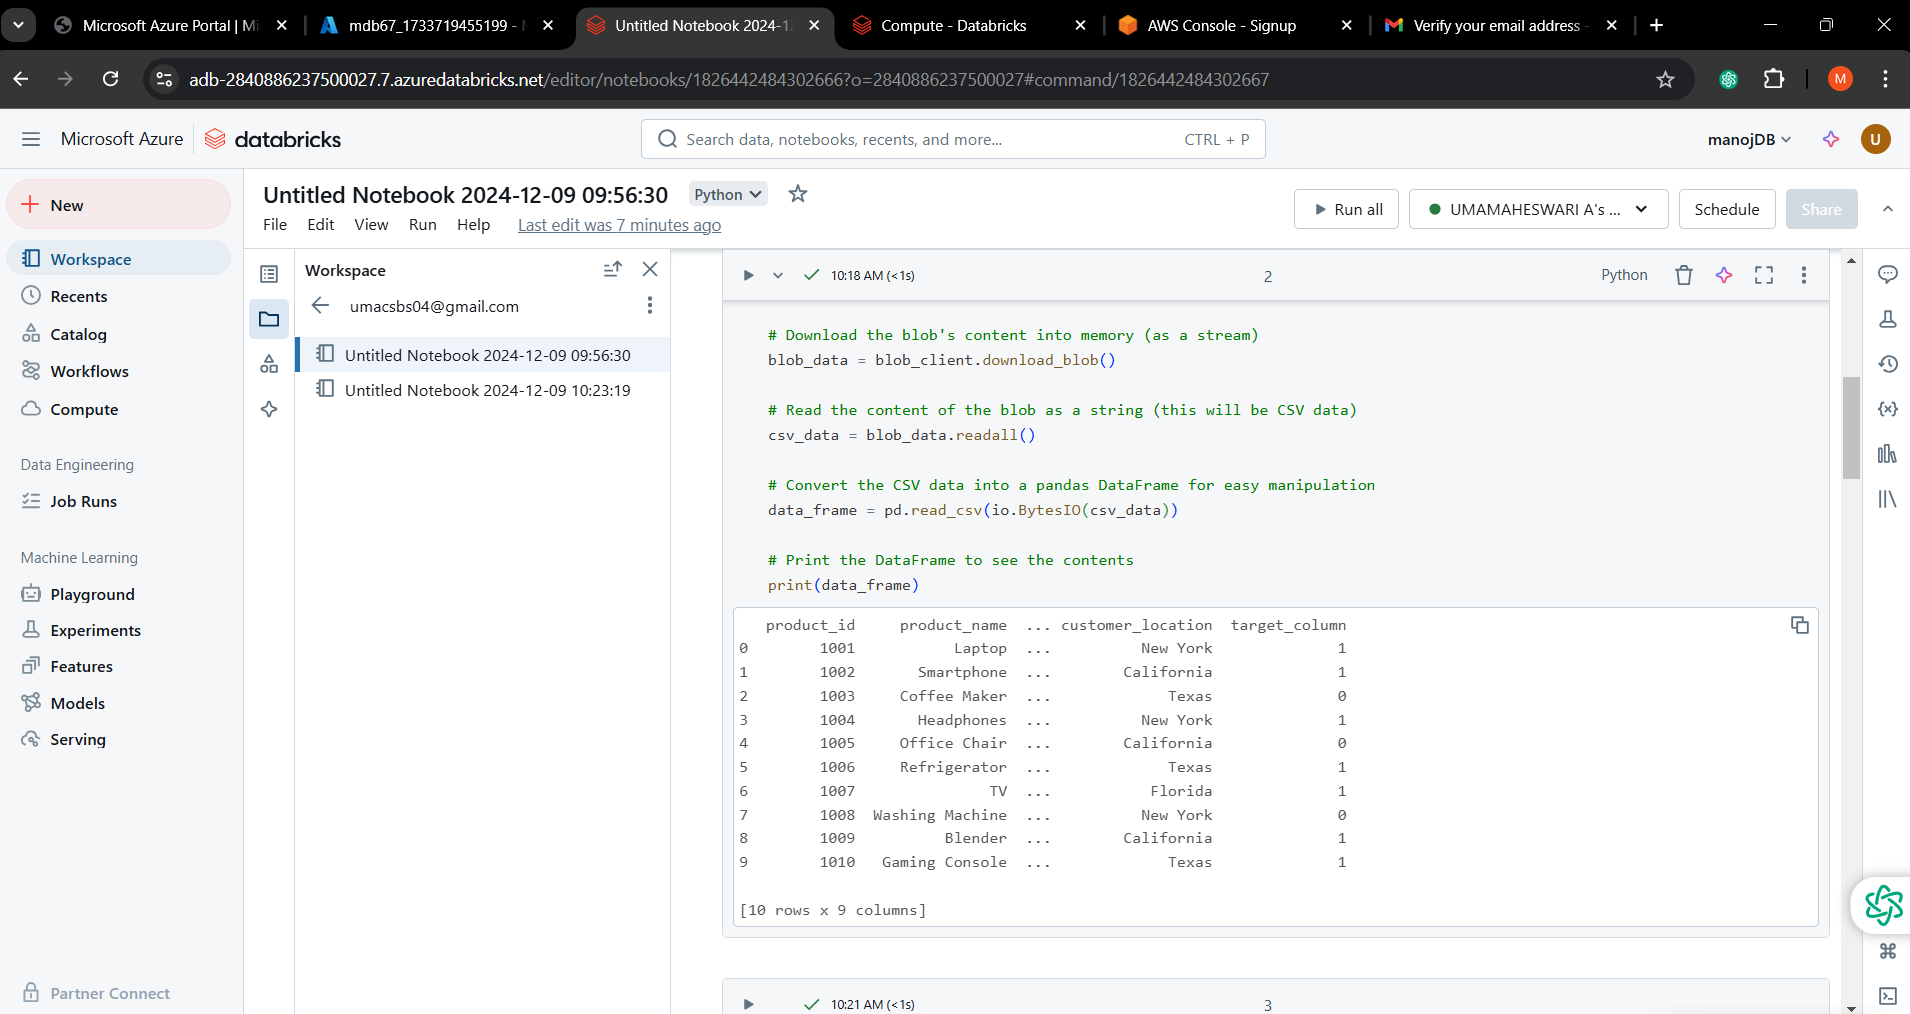 Microsoft Azure Portal | Mi
mdb67_1733719455199 -
Untitled Notebook 2024-12
Compute - Databricks
AWS Console - Signup
Verify your email address -
adb-2840886237500027.7.azuredatabricks.net/editor/notebooks/1826442484302666?o=2840886237500027#command/1826442484302667
M
Microsoft Azure
databricks
Search data, notebooks, recents, and more...
CTRL + P
manojDB
U
New
Workspace
Recents
Catalog
Workflows
Compute
Data Engineering
Job Runs
Machine Learning
Playground
Experiments
Features
Models
Serving
Partner Connect
Untitled Notebook 2024-12-09 09:56:30
Python
File Edit View Run Help Last edit was 7 minutes ago
Run all
UMAMAHESWARI A's ...
Schedule
Share
Workspace
umacsbs04@gmail.com
Untitled Notebook 2024-12-09 09:56:30
Untitled Notebook 2024-12-09 10:23:19
10:18 AM (<1s)
2
Python
# Download the blob's content into memory (as a stream)
blob_data = blob_client.download_blob()
# Read the content of the blob as a string (this will be CSV data)
csv_data = blob_data.readall()
# Convert the CSV data into a pandas DataFrame for easy manipulation
data_frame = pd.read_csv(io.BytesIO(csv_data))
# Print the DataFrame to see the contents
print(data_frame)
product_id product_name ... customer_location target_column
0 1001 Laptop ... New York 1
1 1002 Smartphone ... California 1
2 1003 Coffee Maker ... Texas 0
3 1004 Headphones ... New York 1
4 1005 Office Chair ... California 0
5 1006 Refrigerator ... Texas 1
6 1007 TV ... Florida 1
7 1008 Washing Machine ... New York 0
8 1009 Blender ... California 1
9 1010 Gaming Console ... Texas 1
[10 rows x 9 columns]
10:21 AM (<1s)
3